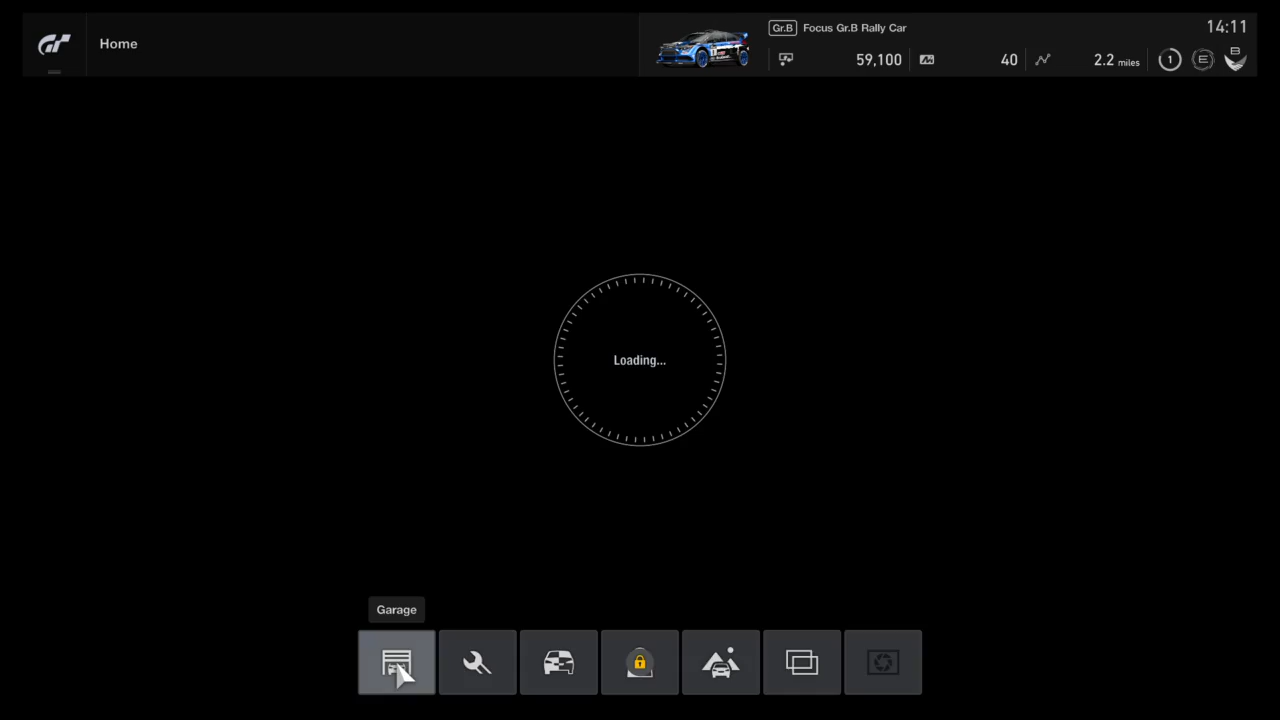 Home
Gr.B Focus Gr.B Rally Car
14:11
59,100
40
2.2 miles
1
E
B
Loading...
Garage